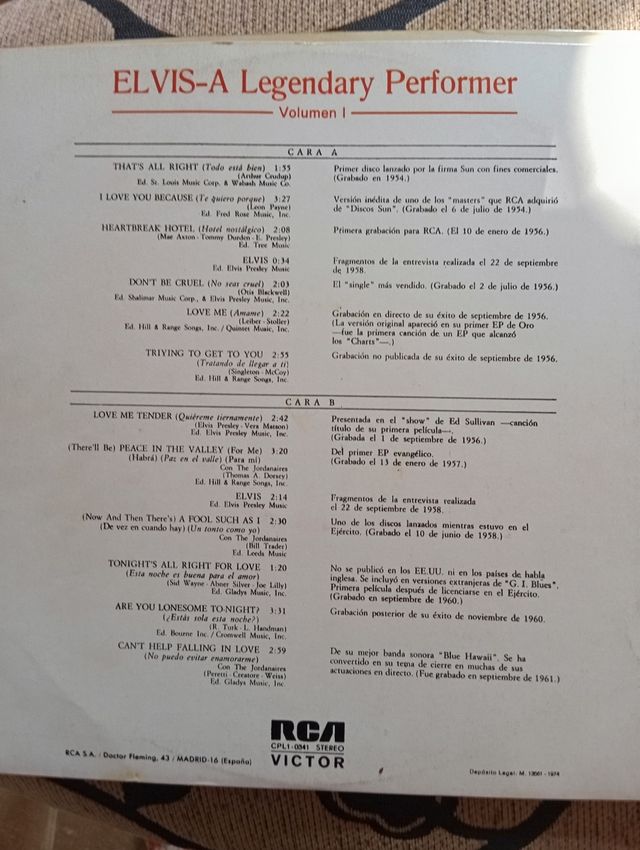 ELVIS-A Legendary Performer
Volumen I
CARA A
THAT'S ALL RIGHT (Todo está bien) 1:55
(Arthur Crudup)
Ed. St. Louis Music Corp. & Wabash Music Co.
Primer disco lanzado por la firma Sun con fines comerciales.
(Grabado en 1954.)
I LOVE YOU BECAUSE (Te quiero porque) 3:27
(Leon Payne)
Ed. Fred Rose Music, Inc.
Versión inédita de uno de los "masters" que RCA adquirió
de "Discos Sun". (Grabado el 6 de julio de 1954.)
HEARTBREAK HOTEL (Hotel nostálgico) 2:08
(Mae Axton - Tommy Durden - E. Presley)
Ed. Tree Music
Primera grabación para RCA. (El 10 de enero de 1956.)
ELVIS 0:34
Ed. Elvis Presley Music
Fragmentos de la entrevista realizada el 22 de septiembre
de 1958.
DON'T BE CRUEL (No seas cruel) 2:03
(Otis Blackwell)
Ed. Shalimar Music Corp., & Elvis Presley Music, Inc.
El "single" más vendido. (Grabado el 2 de julio de 1956.)
LOVE ME (Amame) 2:22
(Leiber - Stoller)
Ed. Hill & Range Songs, Inc. / Quintet Music, Inc.
Grabación en directo de su éxito de septiembre de 1956.
(La versión original apareció en su primer EP de Oro
—fue la primera canción de un EP que alcanzó
los "Charts"—.)
TRIYING TO GET TO YOU 2:55
(Tratando de llegar a ti)
(Singleton - McCoy)
Ed. Hill & Range Songs, Inc.
Grabación no publicada de su éxito de septiembre de 1956.
CARA B
LOVE ME TENDER (Quiéreme tiernamente) 2:42
(Elvis Presley - Vera Matson)
Ed. Elvis Presley Music, Inc.
Presentada en el "show" de Ed Sullivan —canción
título de su primera película—.
(Grabada el 1 de septiembre de 1956.)
(There'll Be) PEACE IN THE VALLEY (For Me) 3:20
(Habrá) (Paz en el valle) (Para mí)
Con The Jordanaires
(Thomas A. Dorsey)
Ed. Hill & Range Songs, Inc.
Del primer EP evangélico.
(Grabado el 13 de enero de 1957.)
ELVIS 2:14
Ed. Elvis Presley Music
Fragmentos de la entrevista realizada
el 22 de septiembre de 1958.
(Now And Then There's) A FOOL SUCH AS I 2:30
(De vez en cuando hay) (Un tonto como yo)
Con The Jordanaires
(Bill Trader)
Ed. Leeds Music
Uno de los discos lanzados mientras estuvo en el
Ejército. (Grabado el 10 de junio de 1958.)
TONIGHT'S ALL RIGHT FOR LOVE 1:20
(Esta noche es buena para el amor)
(Sid Wayne - Abner Silver - Joe Lilly)
Ed. Gladys Music, Inc.
No se publicó en los EE.UU. ni en los países de habla
inglesa. Se incluyó en versiones extranjeras de "G. I. Blues".
Primera película después de licenciarse en el Ejército.
(Grabado en septiembre de 1960.)
ARE YOU LONESOME TO-NIGHT? 3:31
(¿Estás sola esta noche?)
(R. Turk - L. Handman)
Ed. Bourne Inc. / Cromwell Music, Inc.
Grabación posterior de su éxito de noviembre de 1960.
CAN'T HELP FALLING IN LOVE 2:59
(No puedo evitar enamorarme)
Con The Jordanaires
(Peretti - Creatore - Weiss)
Ed. Gladys Music, Inc.
De su mejor banda sonora "Blue Hawaii". Se ha
convertido en su tema de cierre en muchas de sus
actuaciones en directo. (Fue grabado en septiembre de 1961.)
RCA
CPL1-0341 STEREO
VICTOR
RCA S.A. / Doctor Fleming, 43 / MADRID-16 (España)
Depósito Legal: M. 13561 - 1974